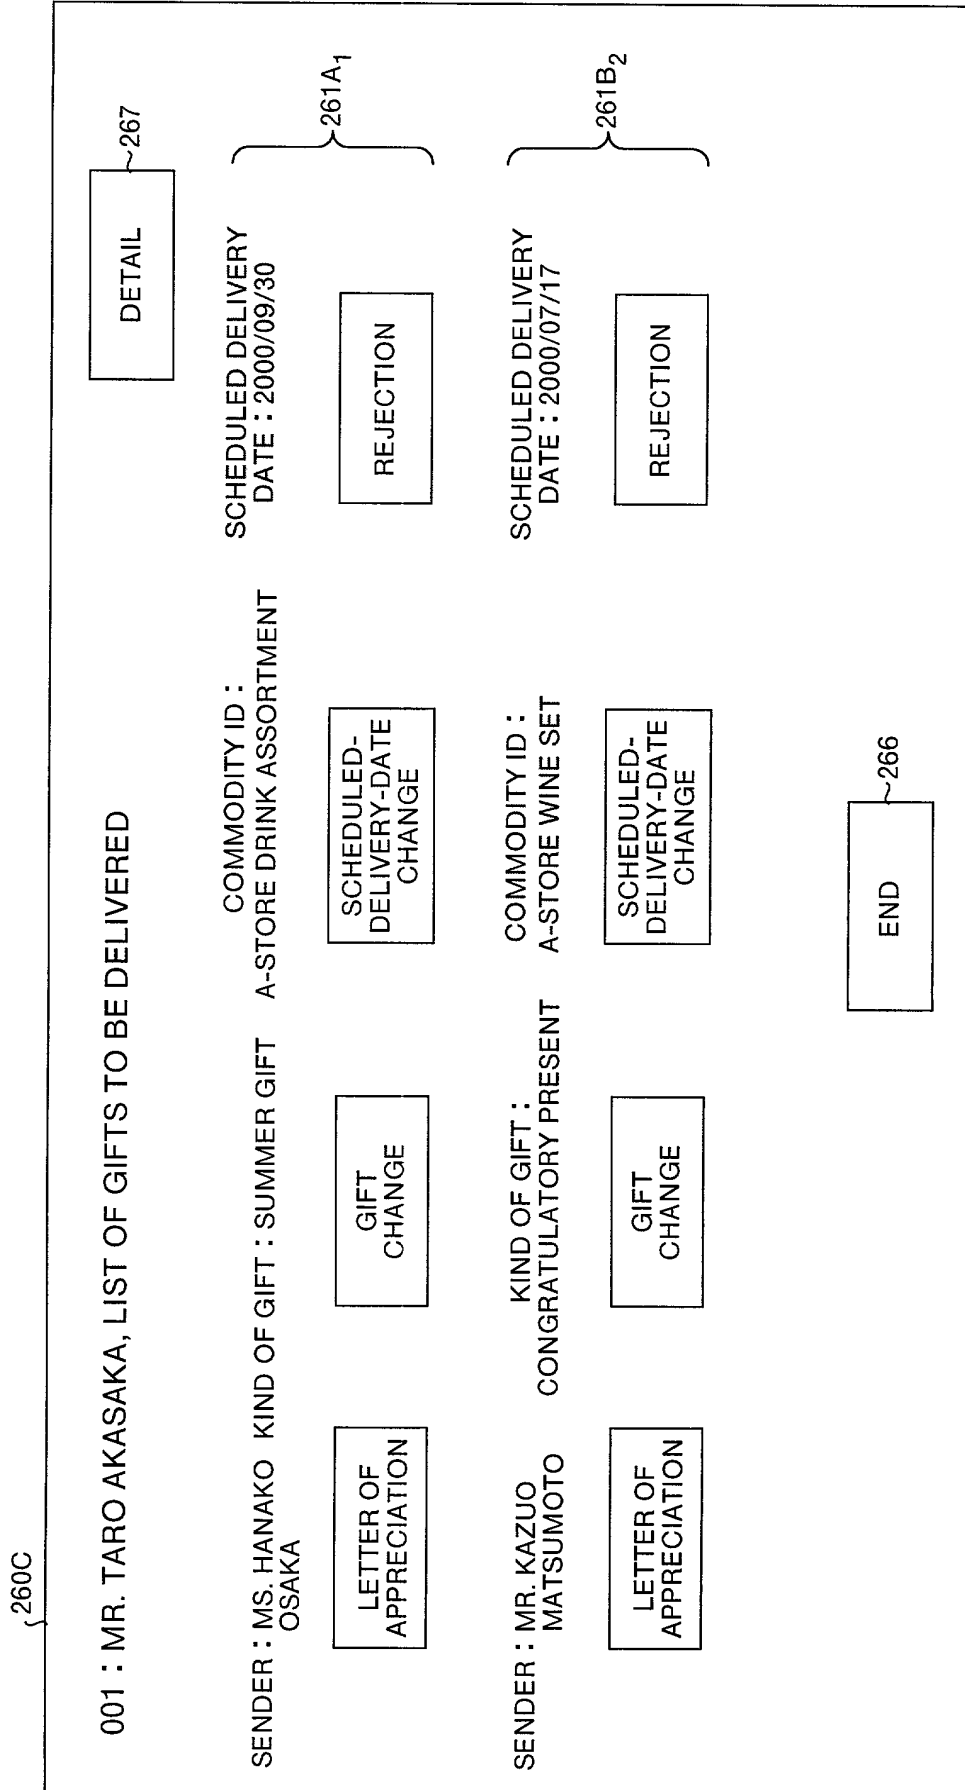 260C
001 : MR. TARO AKASAKA, LIST OF GIFTS TO BE DELIVERED
DETAIL
267
SENDER : MS. HANAKO
OSAKA
KIND OF GIFT : SUMMER GIFT
COMMODITY ID :
A-STORE DRINK ASSORTMENT
SCHEDULED DELIVERY
DATE : 2000/09/30
261A1
LETTER OF
APPRECIATION
GIFT
CHANGE
SCHEDULED-
DELIVERY-DATE
CHANGE
REJECTION
SENDER : MR. KAZUO
MATSUMOTO
KIND OF GIFT :
CONGRATULATORY PRESENT
COMMODITY ID :
A-STORE WINE SET
SCHEDULED DELIVERY
DATE : 2000/07/17
261B2
LETTER OF
APPRECIATION
GIFT
CHANGE
SCHEDULED-
DELIVERY-DATE
CHANGE
REJECTION
END
266